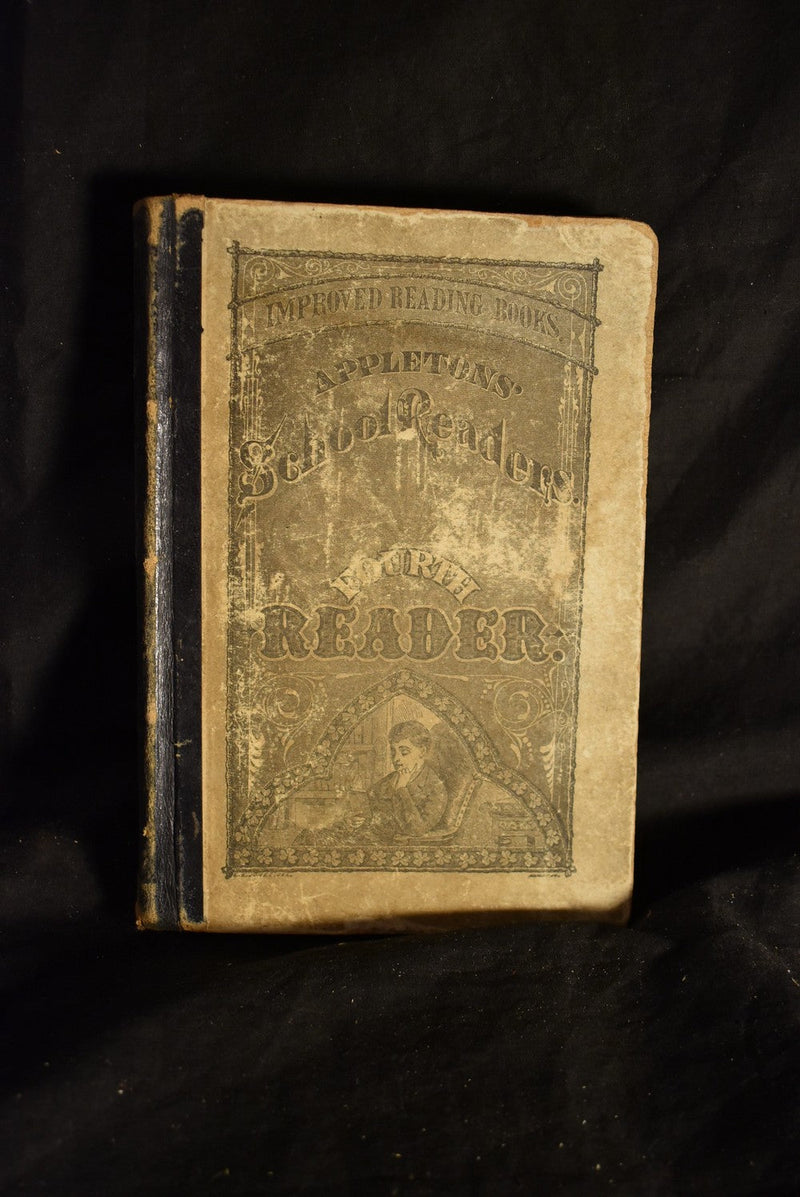 IMPROVED READING BOOKS.
APPLETONS'
School Readers.
FOURTH
READER: